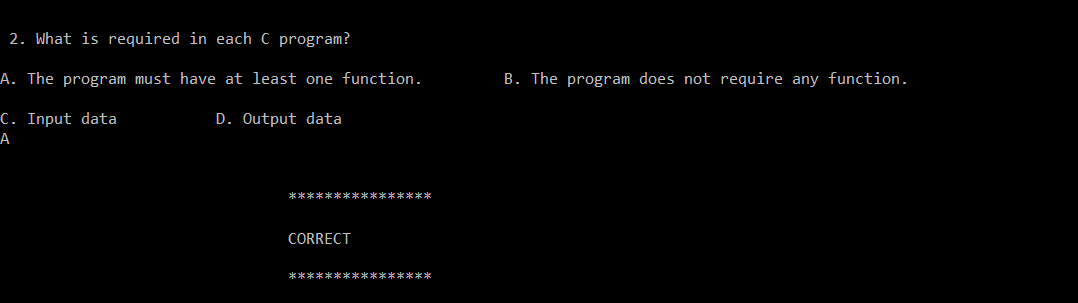 2. What is required in each C program?
A. The program must have at least one function. B. The program does not require any function.
C. Input data D. Output data
A
****************
CORRECT
****************